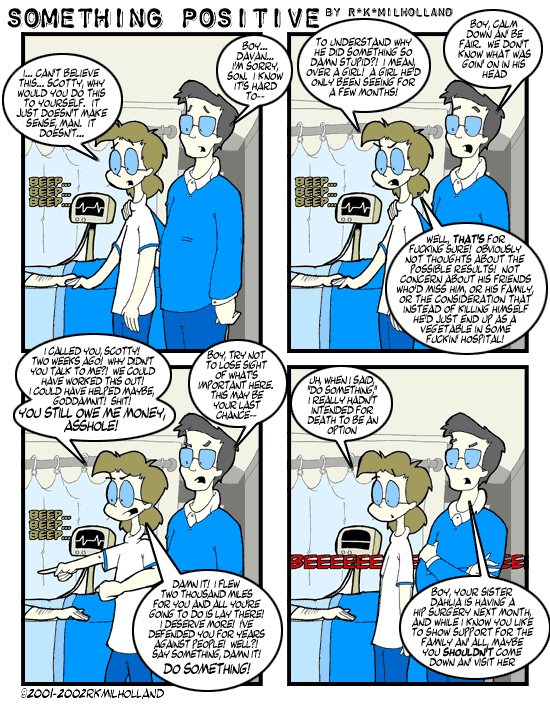 SOMETHING POSITIVE BY R*K*MILHOLLAND
I... CAN'T BELIEVE
THIS... SCOTTY, WHY
WOULD YOU DO THIS
TO YOURSELF. IT
JUST DOESN'T MAKE
SENSE, MAN. IT
DOESN'T...
BOY...
DAVAN...
I'M SORRY,
SON. I KNOW
IT'S HARD
TO--
BEEP...
BEEP...
BEEP...
TO UNDERSTAND WHY
HE DID SOMETHING SO
DAMN STUPID?! I MEAN,
OVER A GIRL! A GIRL HE'D
ONLY BEEN SEEING FOR
A FEW MONTHS!
BOY, CALM
DOWN AN' BE
FAIR. WE DON'T
KNOW WHAT WAS
GOIN' ON IN HIS
HEAD
BEEP...
BEEP...
BEEP...
WELL, THAT'S FOR
FUCKING SURE! OBVIOUSLY
NOT THOUGHTS ABOUT THE
POSSIBLE RESULTS! NOT
CONCERN ABOUT HIS FRIENDS
WHO'D MISS HIM, OR HIS FAMILY,
OR THE CONSIDERATION THAT
INSTEAD OF KILLING HIMSELF
HE'D JUST END UP AS A
VEGETABLE IN SOME
FUCKIN' HOSPITAL!
I CALLED YOU, SCOTTY!
TWO WEEKS AGO! WHY DIDN'T
YOU TALK TO ME?! WE COULD
HAVE WORKED THIS OUT!
I COULD HAVE HELPED MAYBE,
GODDAMNIT! SHIT!
YOU STILL OWE ME MONEY,
ASSHOLE!
BOY, TRY NOT
TO LOSE SIGHT
OF WHAT'S
IMPORTANT HERE.
THIS MAY BE
YOUR LAST
CHANCE--
BEEP...
BEEP...
BEEP...
DAMN IT! I FLEW
TWO THOUSAND MILES
FOR YOU AND ALL YOU'RE
GOING TO DO IS LAY THERE!
I DESERVE MORE! I'VE
DEFENDED YOU FOR YEARS
AGAINST PEOPLE! WELL?!
SAY SOMETHING, DAMN IT!
DO SOMETHING!
UH, WHEN I SAID,
"DO SOMETHING,"
I REALLY HADN'T
INTENDED FOR
DEATH TO BE AN
OPTION
BEEEEEE EE
BOY, YOUR SISTER
DAHLIA IS HAVING A
HIP SURGERY NEXT MONTH,
AND WHILE I KNOW YOU LIKE
TO SHOW SUPPORT FOR THE
FAMILY AN' ALL, MAYBE
YOU SHOULDN'T COME
DOWN AN' VISIT HER
©2001-2002RKMILHOLLAND